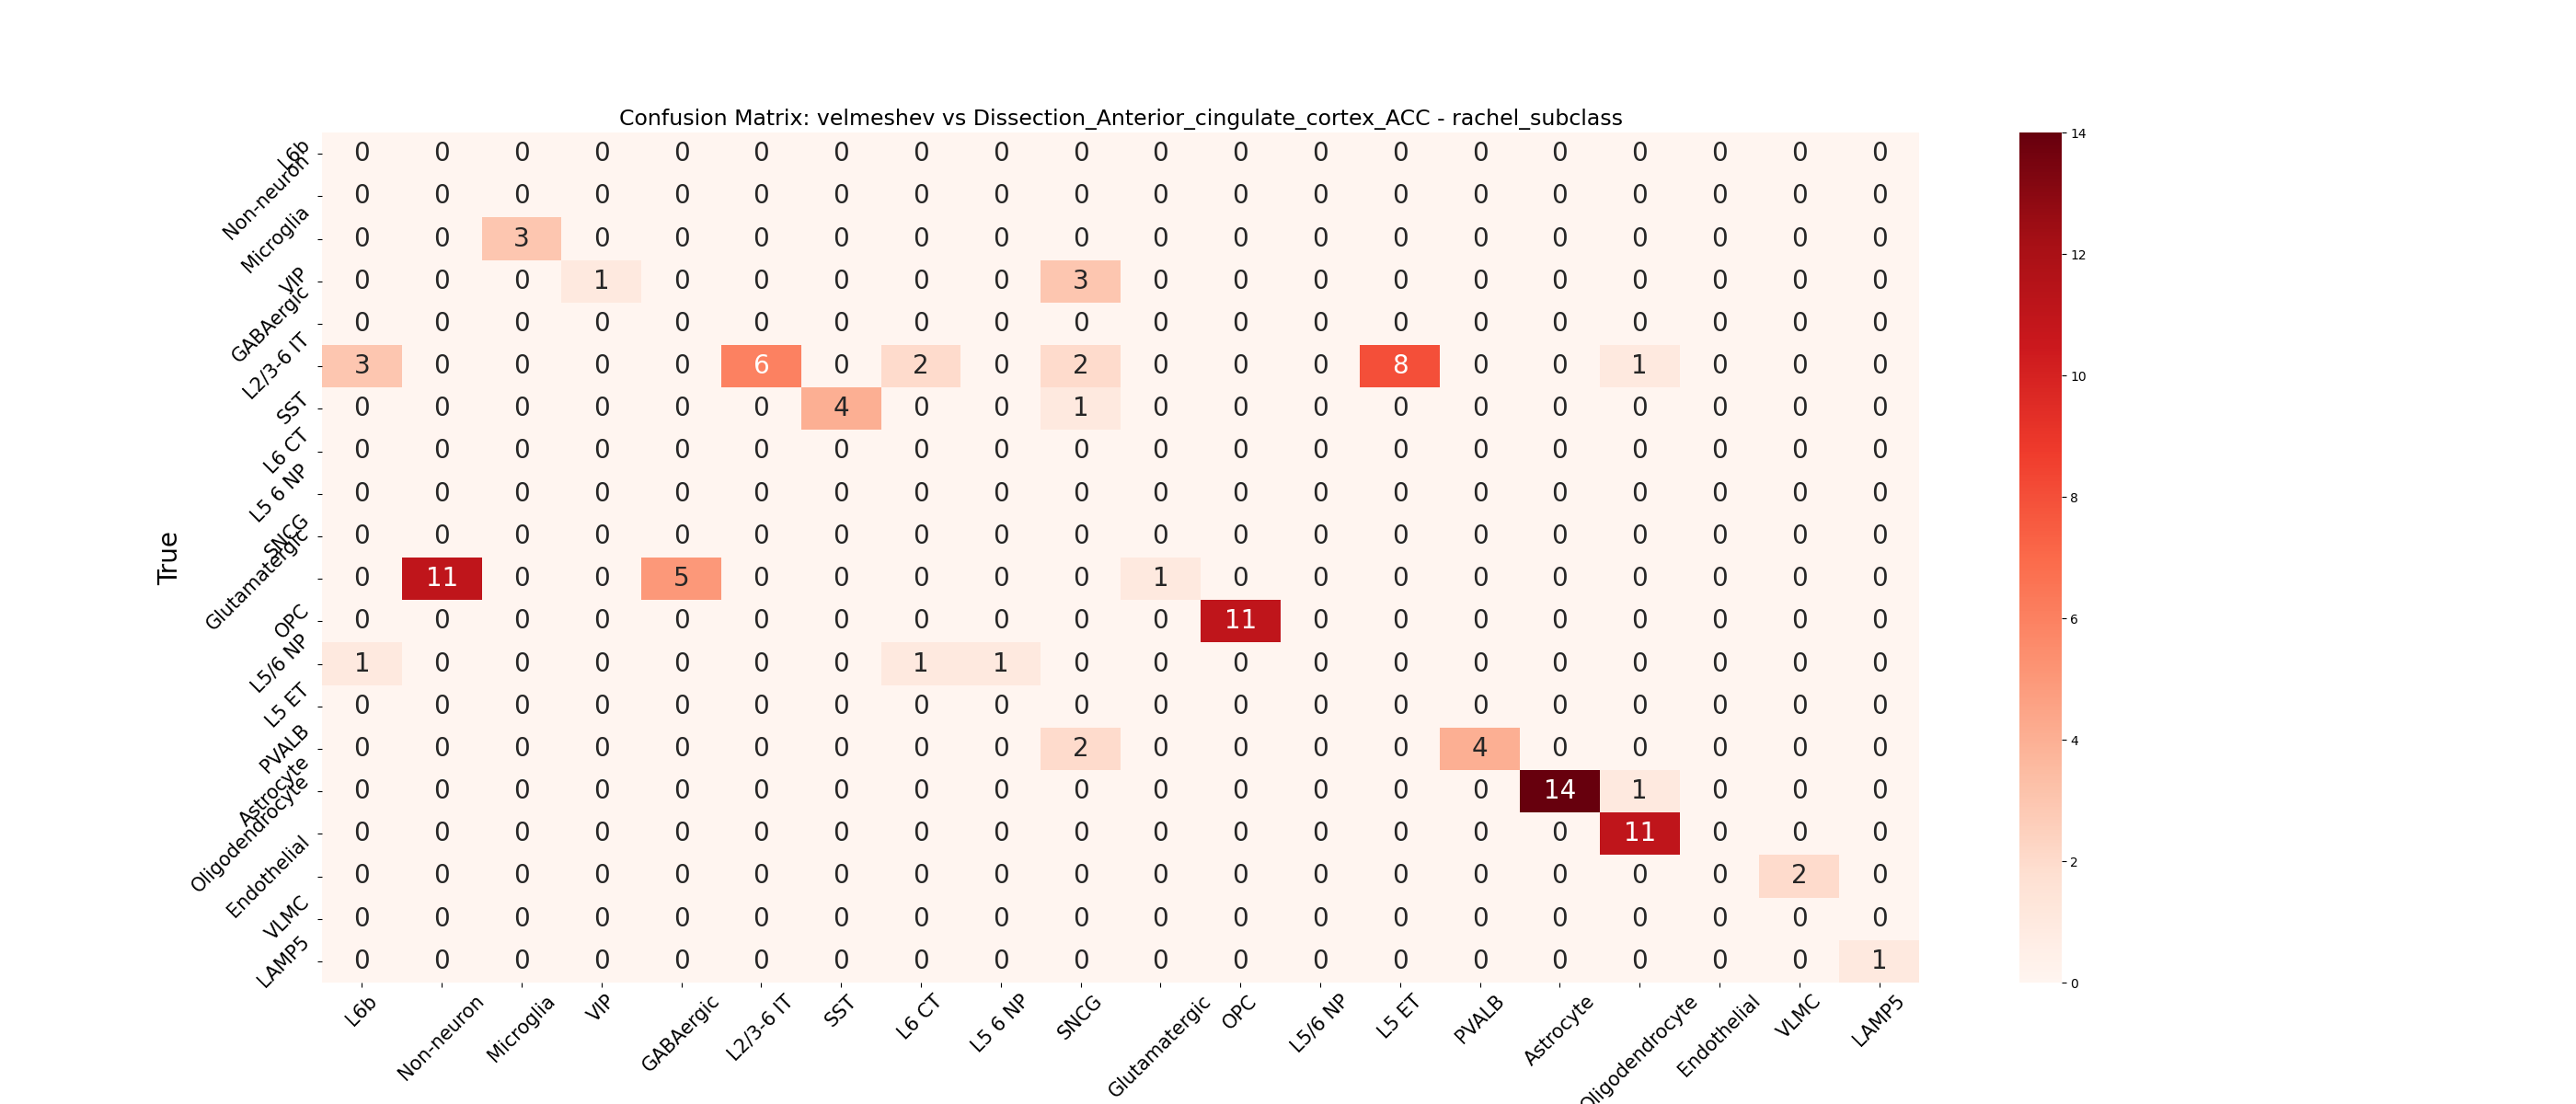 Confusion Matrix: velmeshev vs Dissection_Anterior_cingulate_cortex_ACC - rachel_subclass
True
L6b 0 0 0 0 0 0 0 0 0 0 0 0 0 0 0 0 0 0 0 0
Non-neuron 0 0 0 0 0 0 0 0 0 0 0 0 0 0 0 0 0 0 0 0
Microglia 0 0 3 0 0 0 0 0 0 0 0 0 0 0 0 0 0 0 0 0
VIP 0 0 0 1 0 0 0 0 0 3 0 0 0 0 0 0 0 0 0 0
GABAergic 0 0 0 0 0 0 0 0 0 0 0 0 0 0 0 0 0 0 0 0
L2/3-6 IT 3 0 0 0 0 6 0 2 0 2 0 0 0 8 0 0 1 0 0 0
SST 0 0 0 0 0 0 4 0 0 1 0 0 0 0 0 0 0 0 0 0
L6 CT 0 0 0 0 0 0 0 0 0 0 0 0 0 0 0 0 0 0 0 0
L5 6 NP 0 0 0 0 0 0 0 0 0 0 0 0 0 0 0 0 0 0 0 0
SNCG 0 0 0 0 0 0 0 0 0 0 0 0 0 0 0 0 0 0 0 0
Glutamatergic 0 11 0 0 5 0 0 0 0 0 1 0 0 0 0 0 0 0 0 0
OPC 0 0 0 0 0 0 0 0 0 0 0 11 0 0 0 0 0 0 0 0
L5/6 NP 1 0 0 0 0 0 0 1 1 0 0 0 0 0 0 0 0 0 0 0
L5 ET 0 0 0 0 0 0 0 0 0 0 0 0 0 0 0 0 0 0 0 0
PVALB 0 0 0 0 0 0 0 0 0 2 0 0 0 0 4 0 0 0 0 0
Astrocyte 0 0 0 0 0 0 0 0 0 0 0 0 0 0 0 14 1 0 0 0
Oligodendrocyte 0 0 0 0 0 0 0 0 0 0 0 0 0 0 0 0 11 0 0 0
Endothelial 0 0 0 0 0 0 0 0 0 0 0 0 0 0 0 0 0 0 2 0
VLMC 0 0 0 0 0 0 0 0 0 0 0 0 0 0 0 0 0 0 0 0
LAMP5 0 0 0 0 0 0 0 0 0 0 0 0 0 0 0 0 0 0 0 1
L6b Non-neuron Microglia VIP GABAergic L2/3-6 IT SST L6 CT L5 6 NP SNCG Glutamatergic OPC L5/6 NP L5 ET PVALB Astrocyte Oligodendrocyte Endothelial VLMC LAMP5
14
12
10
8
6
4
2
0